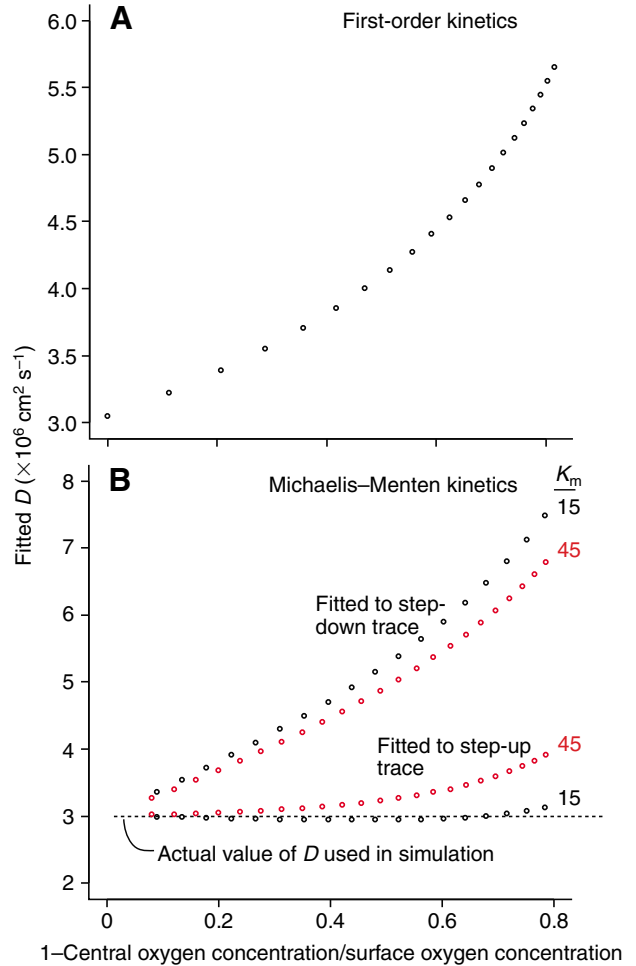 A
First-order kinetics
6.0
5.5
5.0
4.5
4.0
3.5
3.0
Fitted D (×10⁶ cm² s⁻¹)
B
Michaelis–Menten kinetics
Kₘ
15
45
8
7
6
5
4
3
2
Fitted to step-
down trace
Fitted to step-up
trace
45
15
Actual value of D used in simulation
0
0.2
0.4
0.6
0.8
1–Central oxygen concentration/surface oxygen concentration